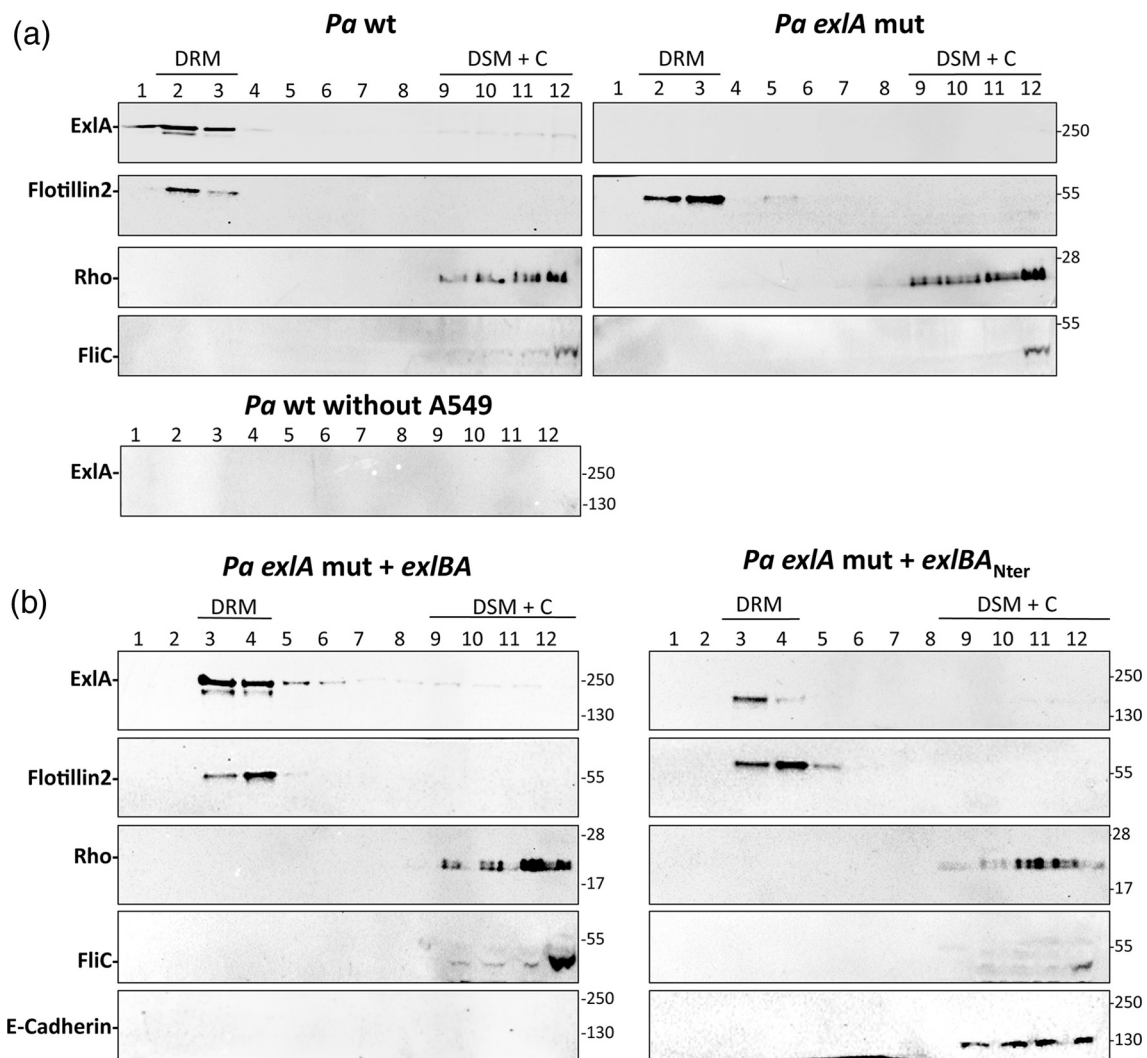 (a)
Pa wt
Pa exlA mut
DRM
DSM + C
DRM
DSM + C
1 2 3 4 5 6 7 8 9 10 11 12
1 2 3 4 5 6 7 8 9 10 11 12
ExlA-
-250
Flotillin2-
-55
Rho-
-28
FliC-
-55
Pa wt without A549
1 2 3 4 5 6 7 8 9 10 11 12
ExlA-
-250
-130
(b)
Pa exlA mut + exlBA
Pa exlA mut + exlBANter
DRM
DSM + C
DRM
DSM + C
1 2 3 4 5 6 7 8 9 10 11 12
1 2 3 4 5 6 7 8 9 10 11 12
ExlA-
-250
-130
-250
-130
Flotillin2-
-55
-55
Rho-
-28
-17
-28
-17
FliC-
-55
-55
E-Cadherin-
-250
-130
-250
-130